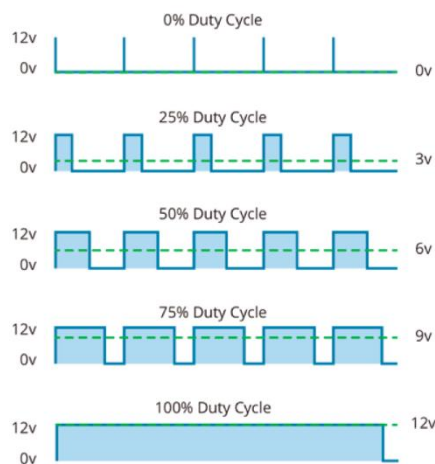 0% Duty Cycle
12v
0v
0v
25% Duty Cycle
12v
0v
3v
50% Duty Cycle
12v
0v
6v
75% Duty Cycle
12v
0v
9v
100% Duty Cycle
12v
0v
12v